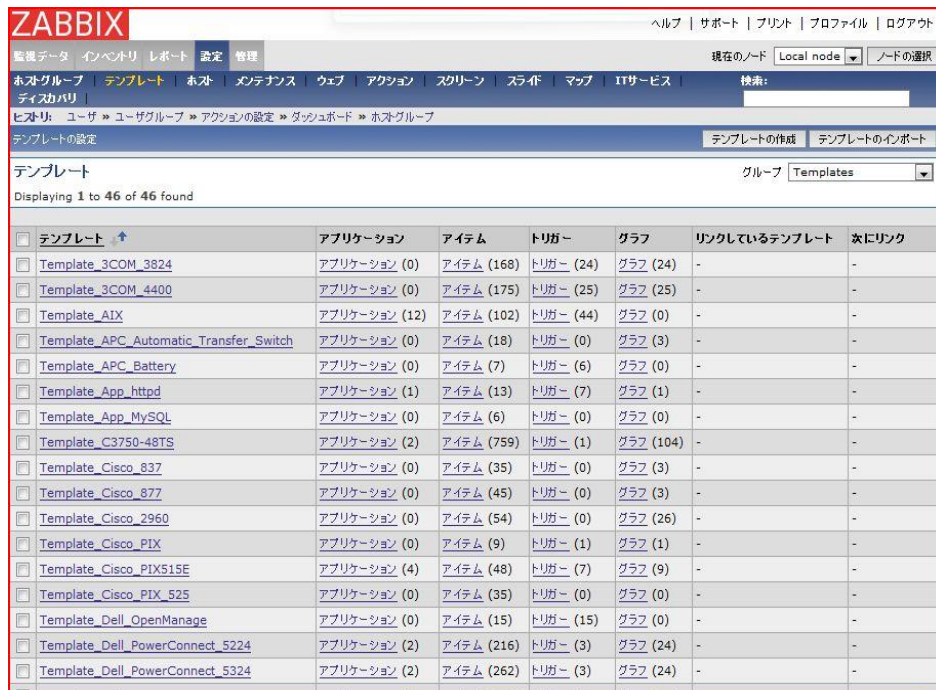 ZABBIX
ヘルプ | サポート | プリント | プロファイル | ログアウト
監視データ インベントリ レポート 設定 管理
現在のノード Local node ノードの選択
ホストグループ | テンプレート | ホスト | メンテナンス | ウェブ | アクション | スクリーン | スライド | マップ | ITサービス |
ディスカバリ |
検索:
ヒストリ: ユーザ » ユーザグループ » アクションの設定 » ダッシュボード » ホストグループ
テンプレートの設定 テンプレートの作成 テンプレートのインポート
テンプレート グループ Templates
Displaying 1 to 46 of 46 found
テンプレート アプリケーション アイテム トリガー グラフ リンクしているテンプレート 次にリンク
Template_3COM_3824 アプリケーション (0) アイテム (168) トリガー (24) グラフ (24) - -
Template_3COM_4400 アプリケーション (0) アイテム (175) トリガー (25) グラフ (25) - -
Template_AIX アプリケーション (12) アイテム (102) トリガー (44) グラフ (0) - -
Template_APC_Automatic_Transfer_Switch アプリケーション (0) アイテム (18) トリガー (0) グラフ (3) - -
Template_APC_Battery アプリケーション (0) アイテム (7) トリガー (6) グラフ (0) - -
Template_App_httpd アプリケーション (1) アイテム (13) トリガー (7) グラフ (1) - -
Template_App_MySQL アプリケーション (0) アイテム (6) トリガー (0) グラフ (0) - -
Template_C3750-48TS アプリケーション (2) アイテム (759) トリガー (1) グラフ (104) - -
Template_Cisco_837 アプリケーション (0) アイテム (35) トリガー (0) グラフ (3) - -
Template_Cisco_877 アプリケーション (0) アイテム (45) トリガー (0) グラフ (3) - -
Template_Cisco_2960 アプリケーション (0) アイテム (54) トリガー (0) グラフ (26) - -
Template_Cisco_PIX アプリケーション (0) アイテム (9) トリガー (1) グラフ (1) - -
Template_Cisco_PIX515E アプリケーション (4) アイテム (48) トリガー (7) グラフ (9) - -
Template_Cisco_PIX_525 アプリケーション (0) アイテム (35) トリガー (0) グラフ (0) - -
Template_Dell_OpenManage アプリケーション (0) アイテム (15) トリガー (15) グラフ (0) - -
Template_Dell_PowerConnect_5224 アプリケーション (2) アイテム (216) トリガー (3) グラフ (24) - -
Template_Dell_PowerConnect_5324 アプリケーション (2) アイテム (262) トリガー (3) グラフ (24) - -